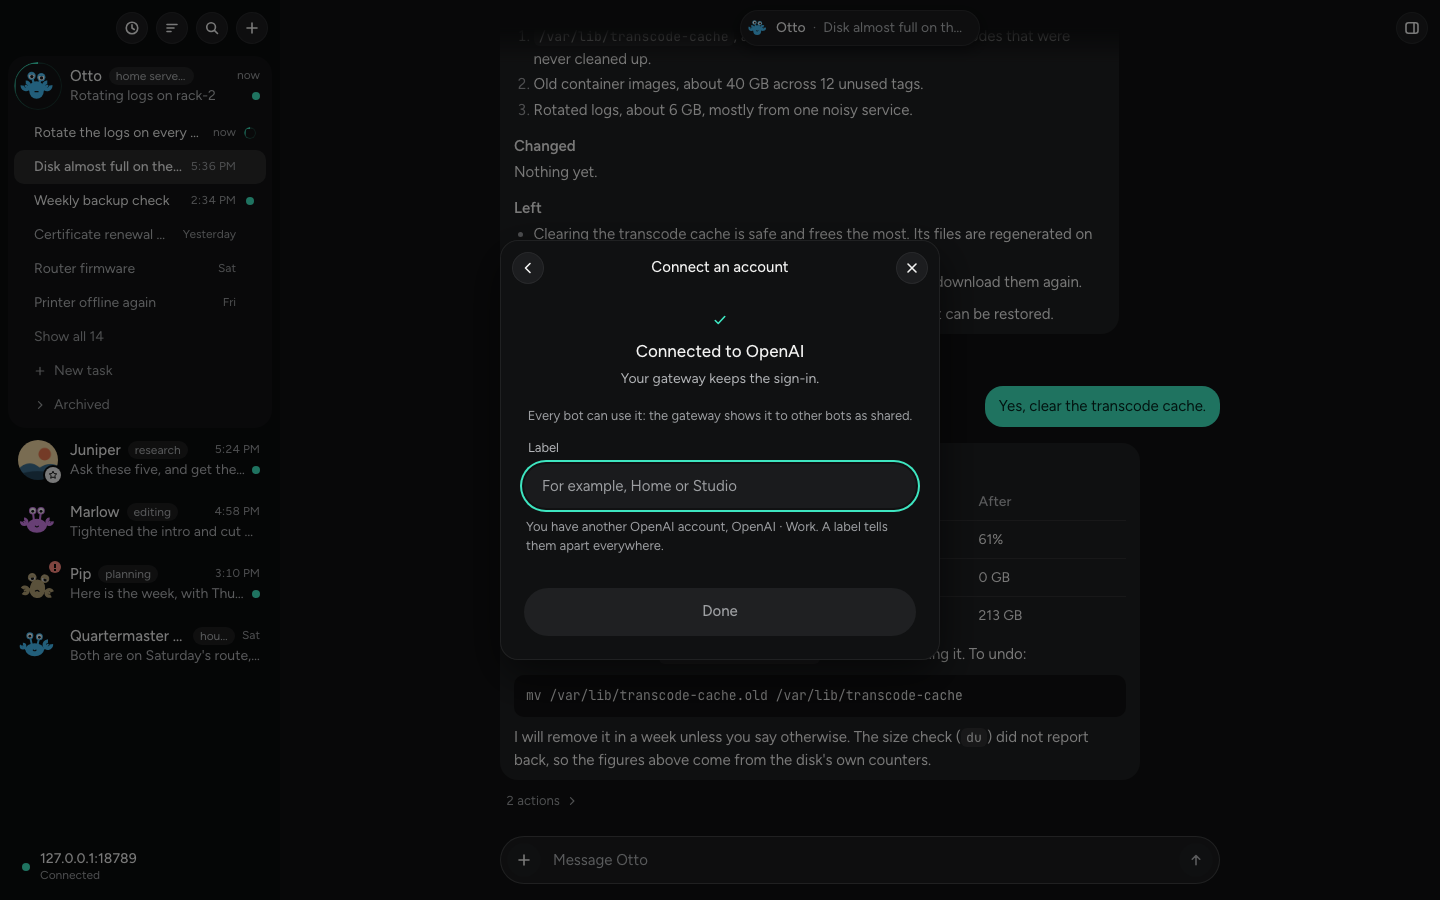 Otto home serve... now
Rotating logs on rack-2
Rotate the logs on every ... now
Disk almost full on the... 5:36 PM
Weekly backup check 2:34 PM
Certificate renewal ... Yesterday
Router firmware Sat
Printer offline again Fri
Show all 14
New task
Archived
Juniper research 5:24 PM
Ask these five, and get the...
Marlow editing 4:58 PM
Tightened the intro and cut ...
Pip planning 3:10 PM
Here is the week, with Thu...
Quartermaster ... hou... Sat
Both are on Saturday's route,...
127.0.0.1:18789
Connected
Otto · Disk almost full on th...
1. /var/lib/transcode-cache, that were
never cleaned up.
2. Old container images, about 40 GB across 12 unused tags.
3. Rotated logs, about 6 GB, mostly from one noisy service.
Changed
Nothing yet.
Left
• Clearing the transcode cache is safe and frees the most. Its files are regenerated on
download them again.
can be restored.
Connect an account
Connected to OpenAI
Your gateway keeps the sign-in.
Every bot can use it: the gateway shows it to other bots as shared.
Label
For example, Home or Studio
You have another OpenAI account, OpenAI · Work. A label tells
them apart everywhere.
Done
Yes, clear the transcode cache.
After
61%
0 GB
213 GB
it. To undo:
mv /var/lib/transcode-cache.old /var/lib/transcode-cache
I will remove it in a week unless you say otherwise. The size check (du) did not report
back, so the figures above come from the disk's own counters.
2 actions
Message Otto